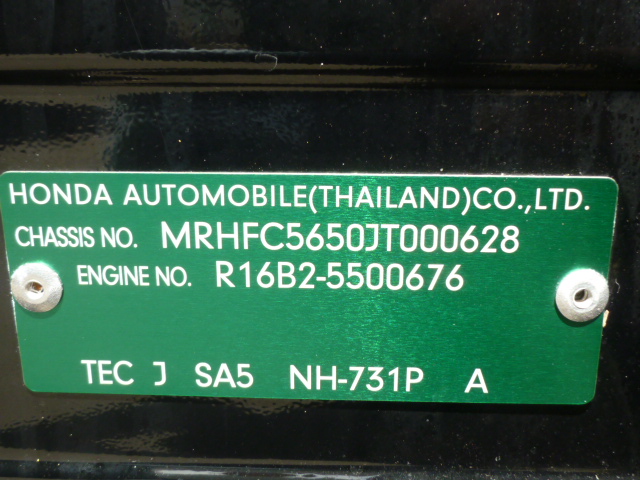 HONDA AUTOMOBILE(THAILAND)CO.,LTD.
CHASSIS NO. MRHFC5650JT000628
ENGINE NO. R16B2-5500676
TEC J SA5 NH-731P A